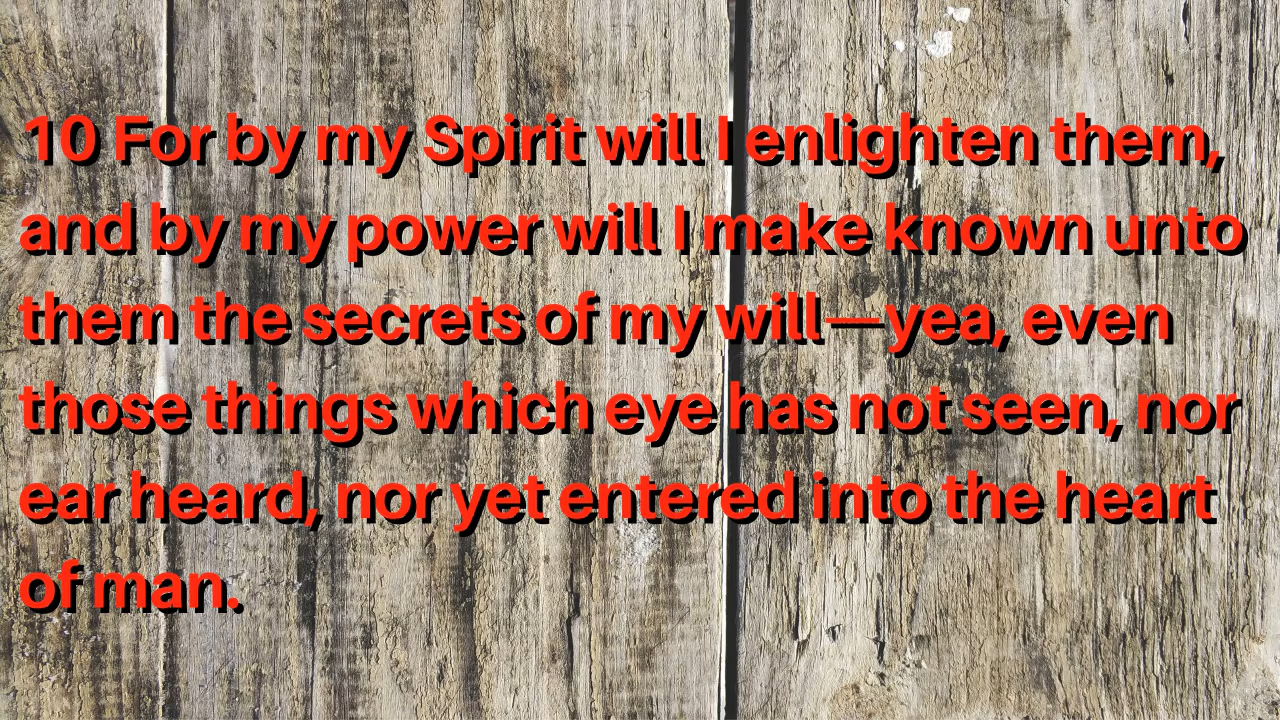 10 For by my Spirit will I enlighten them,
and by my power will I make known unto
them the secrets of my will—yea, even
those things which eye has not seen, nor
ear heard, nor yet entered into the heart
of man.